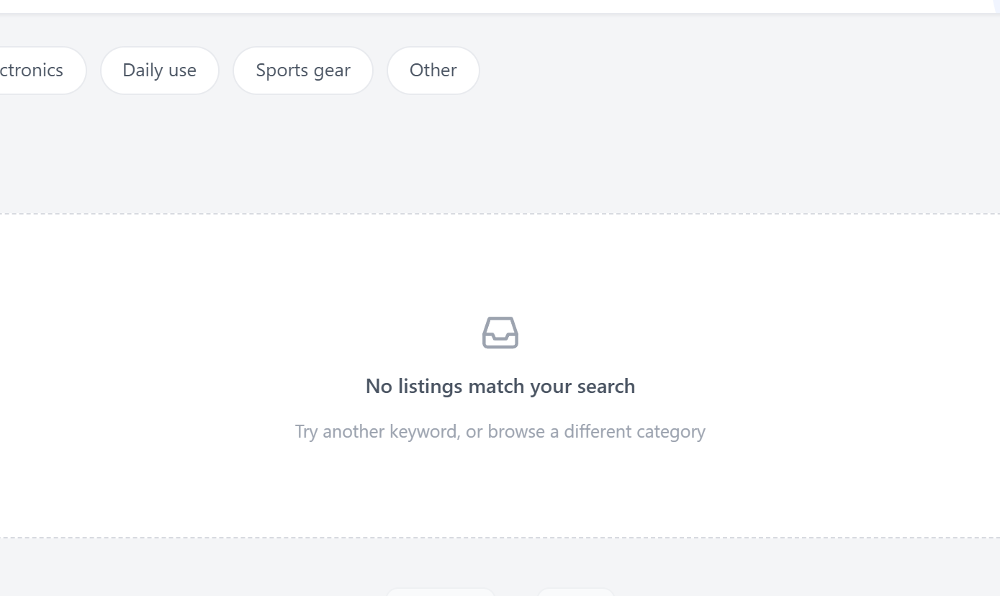 ctronics
Daily use
Sports gear
Other
No listings match your search
Try another keyword, or browse a different category